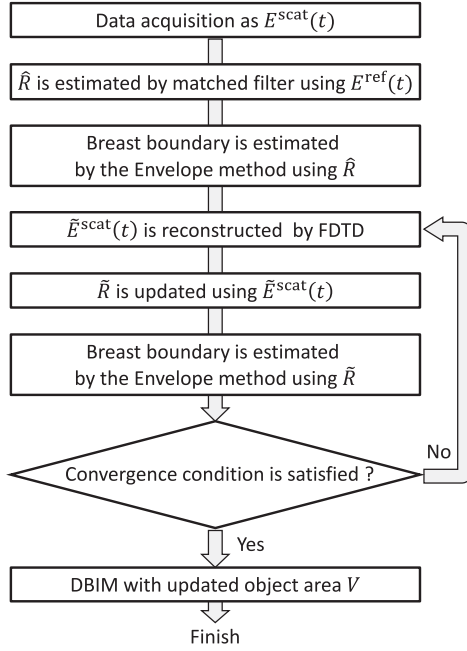 Data acquisition as E^scat(t)
R̂ is estimated by matched filter using E^ref(t)
Breast boundary is estimated
by the Envelope method using R̂
Ẽ^scat(t) is reconstructed by FDTD
R̃ is updated using Ẽ^scat(t)
Breast boundary is estimated
by the Envelope method using R̃
Convergence condition is satisfied ?
No
Yes
DBIM with updated object area V
Finish